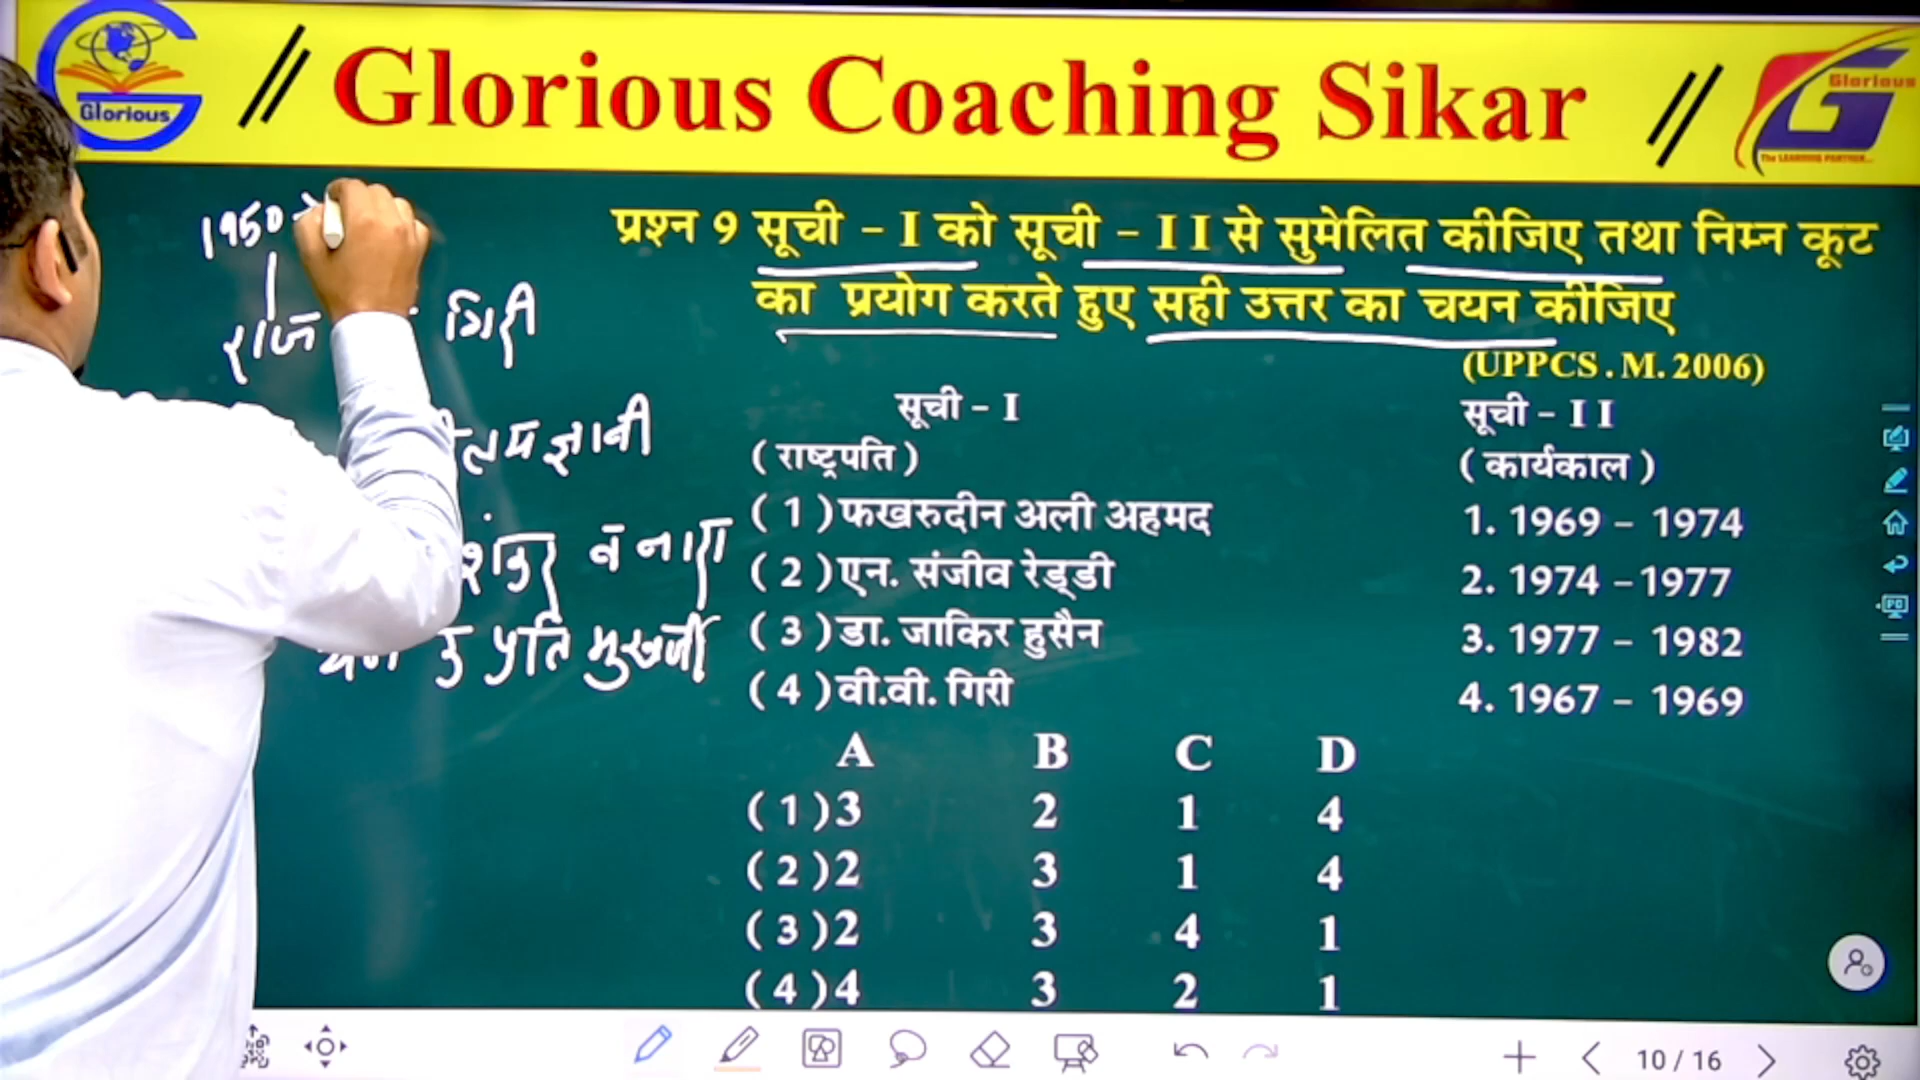 Glorious
// Glorious Coaching Sikar //
Glorious
The LEARNING PARTNER...
1950
प्रश्न 9 सूची – I को सूची – I I से सुमेलित कीजिए तथा निम्न कूट
का प्रयोग करते हुए सही उत्तर का चयन कीजिए
(UPPCS . M. 2006)
सूची – I सूची – I I
( राष्ट्रपति ) ( कार्यकाल )
( 1 )फखरुदीन अली अहमद 1. 1969 – 1974
( 2 )एन. संजीव रेड्डी 2. 1974 –1977
( 3 )डा. जाकिर हुसैन 3. 1977 – 1982
( 4 )वी.वी. गिरी 4. 1967 – 1969
राज गिरी
प्रति मुखर्जी
A B C D
( 1 )3 2 1 4
( 2 )2 3 1 4
( 3 )2 3 4 1
( 4 )4 3 2 1
10 / 16